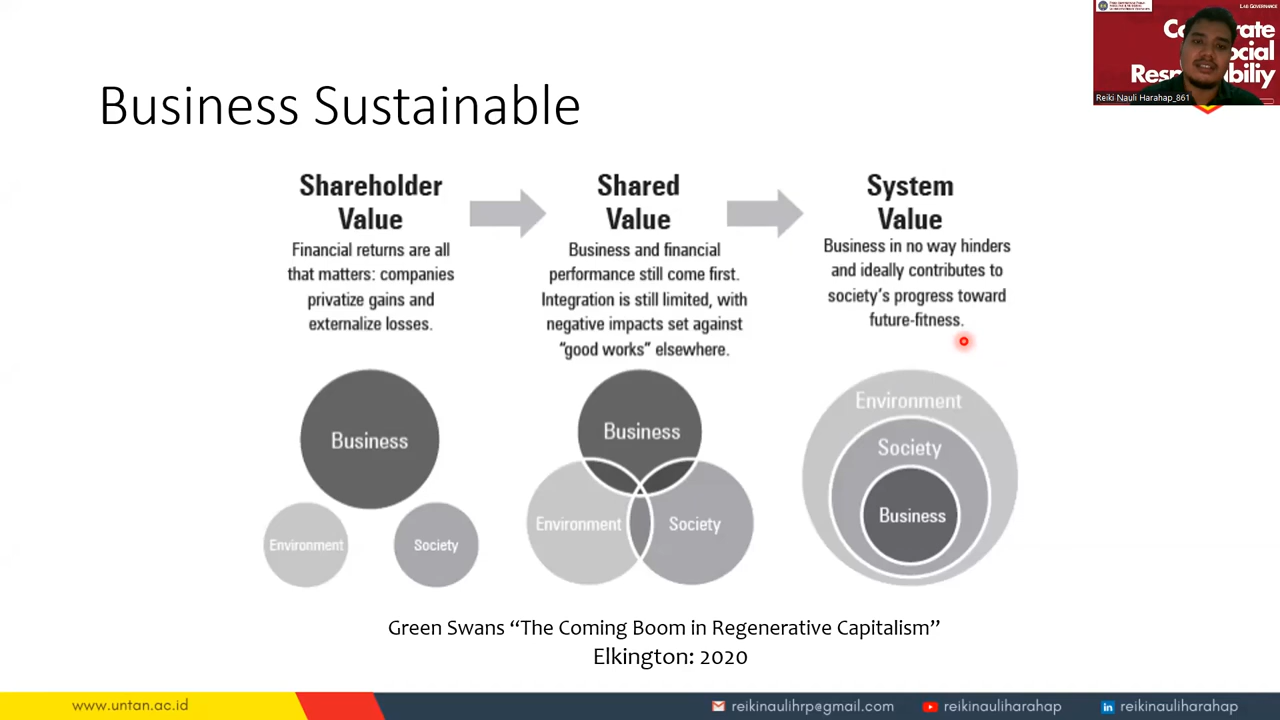 LAB GOVERNANCE
Reiki Nauli Harahap_861
Business Sustainable
Shareholder
Value
Financial returns are all
that matters: companies
privatize gains and
externalize losses.
Shared
Value
Business and financial
performance still come first.
Integration is still limited, with
negative impacts set against
“good works” elsewhere.
System
Value
Business in no way hinders
and ideally contributes to
society’s progress toward
future-fitness.
Business
Environment
Society
Business
Environment
Society
Environment
Society
Business
Green Swans “The Coming Boom in Regenerative Capitalism”
Elkington: 2020
www.untan.ac.id
reikinaulihrp@gmail.com
reikinauliharahap
in reikinauliharahap